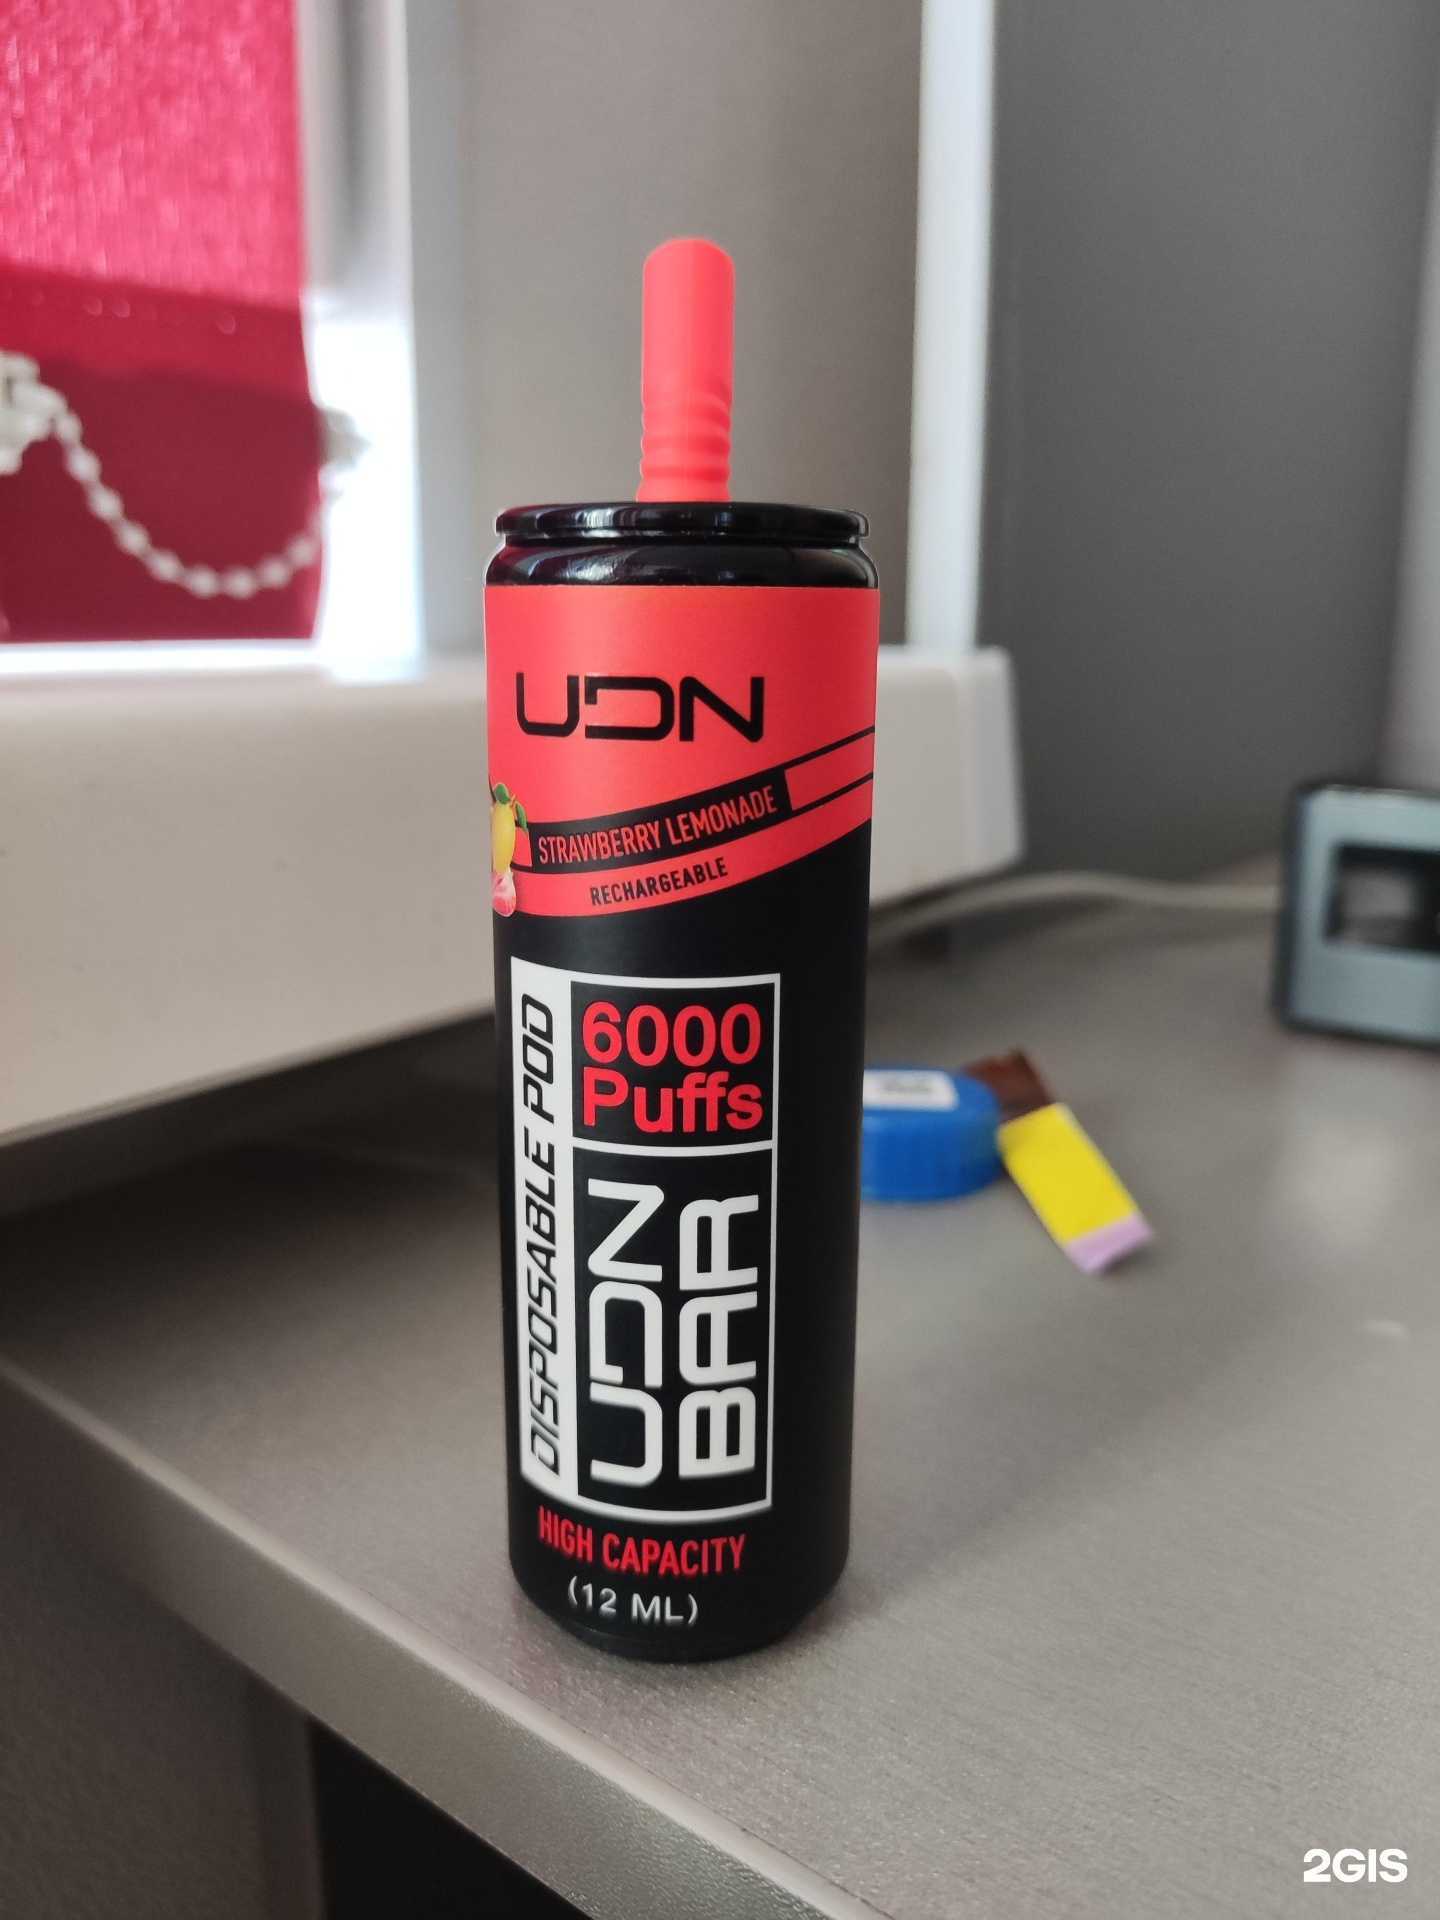 UDN
STRAWBERRY LEMONADE
RECHARGEABLE
DISPOSABLE POD
6000
Puffs
UDN
BAR
HIGH CAPACITY
(12 ML)
2GIS